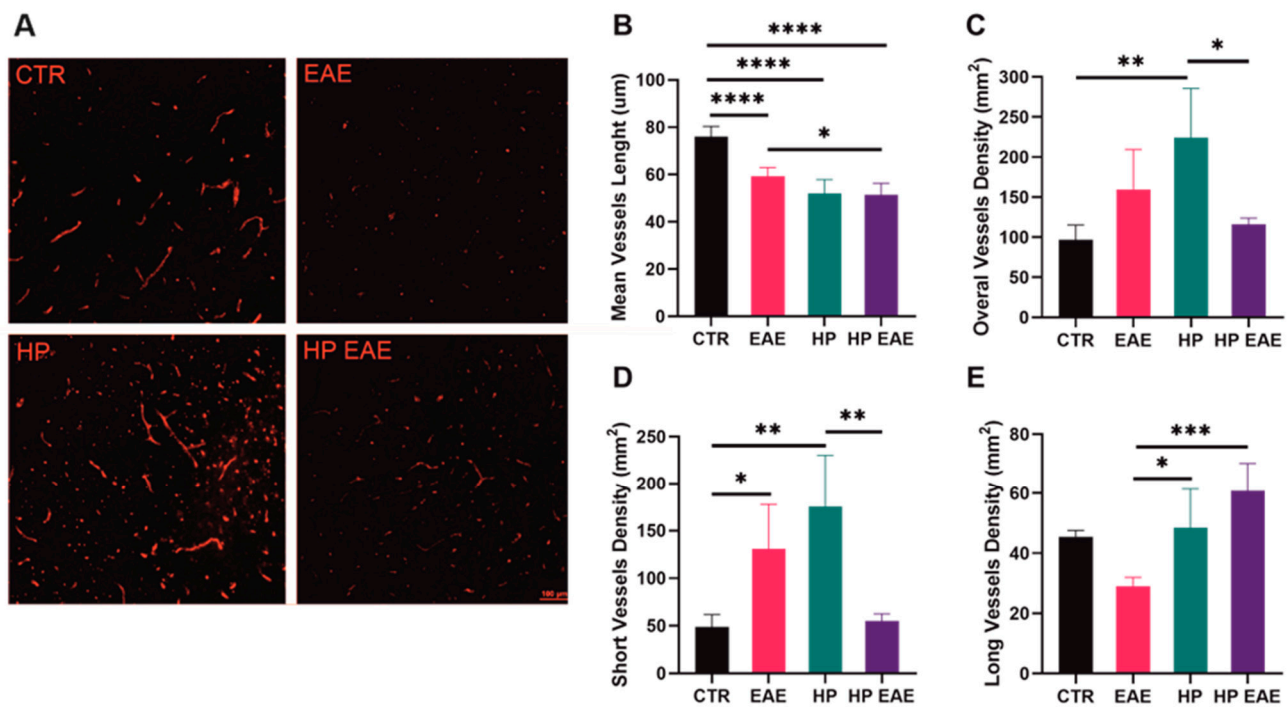 A
CTR
EAE
HP
HP EAE
100 μm
B
****
****
****
*
Mean Vessels Lenght (um)
100
80
60
40
20
0
CTR EAE HP HP EAE
C
**
*
Overal Vessels Density (mm²)
300
250
200
150
100
50
0
CTR EAE HP HP EAE
D
**
**
*
Short Vessels Density (mm²)
250
200
150
100
50
0
CTR EAE HP HP EAE
E
***
*
Long Vessels Density (mm²)
80
60
40
20
0
CTR EAE HP HP EAE